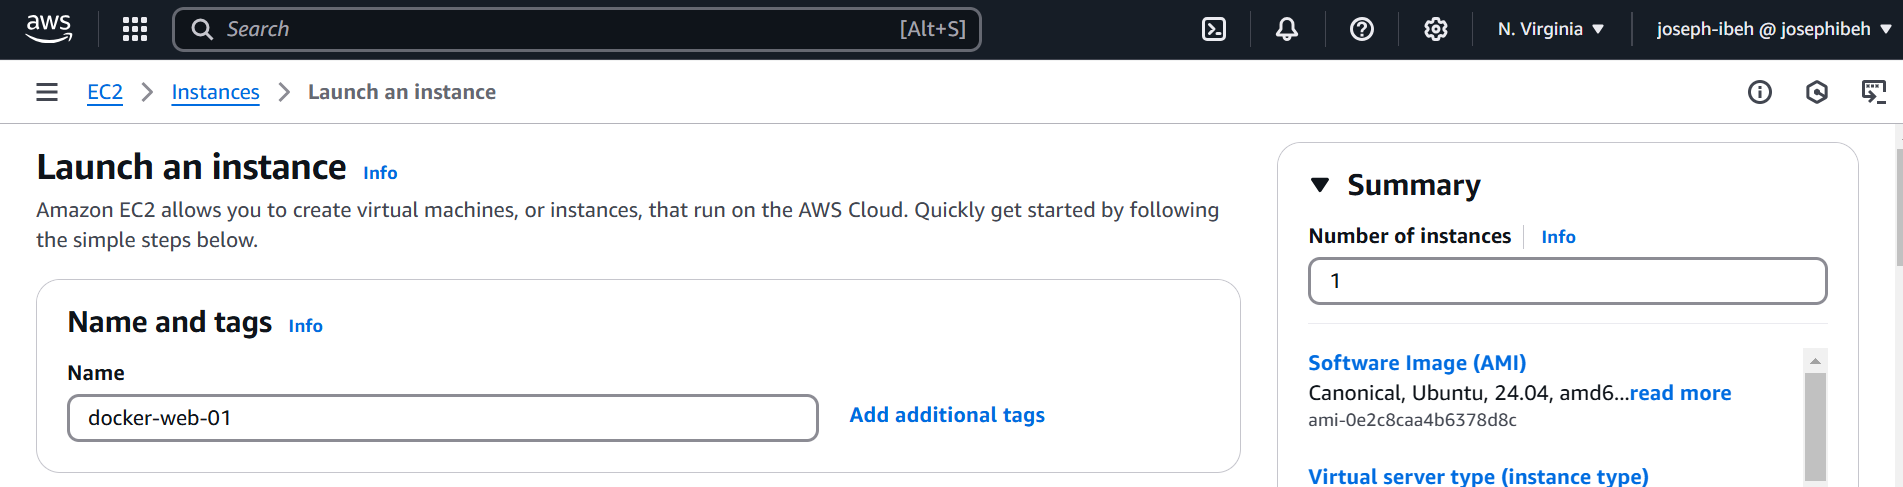 aws
Search [Alt+S]
N. Virginia
joseph-ibeh @ josephibeh
EC2
Instances
Launch an instance
Launch an instance Info
Amazon EC2 allows you to create virtual machines, or instances, that run on the AWS Cloud. Quickly get started by following
the simple steps below.
Name and tags Info
Name
docker-web-01
Add additional tags
Summary
Number of instances Info
1
Software Image (AMI)
Canonical, Ubuntu, 24.04, amd6...read more
ami-0e2c8caa4b6378d8c
Virtual server type (instance type)